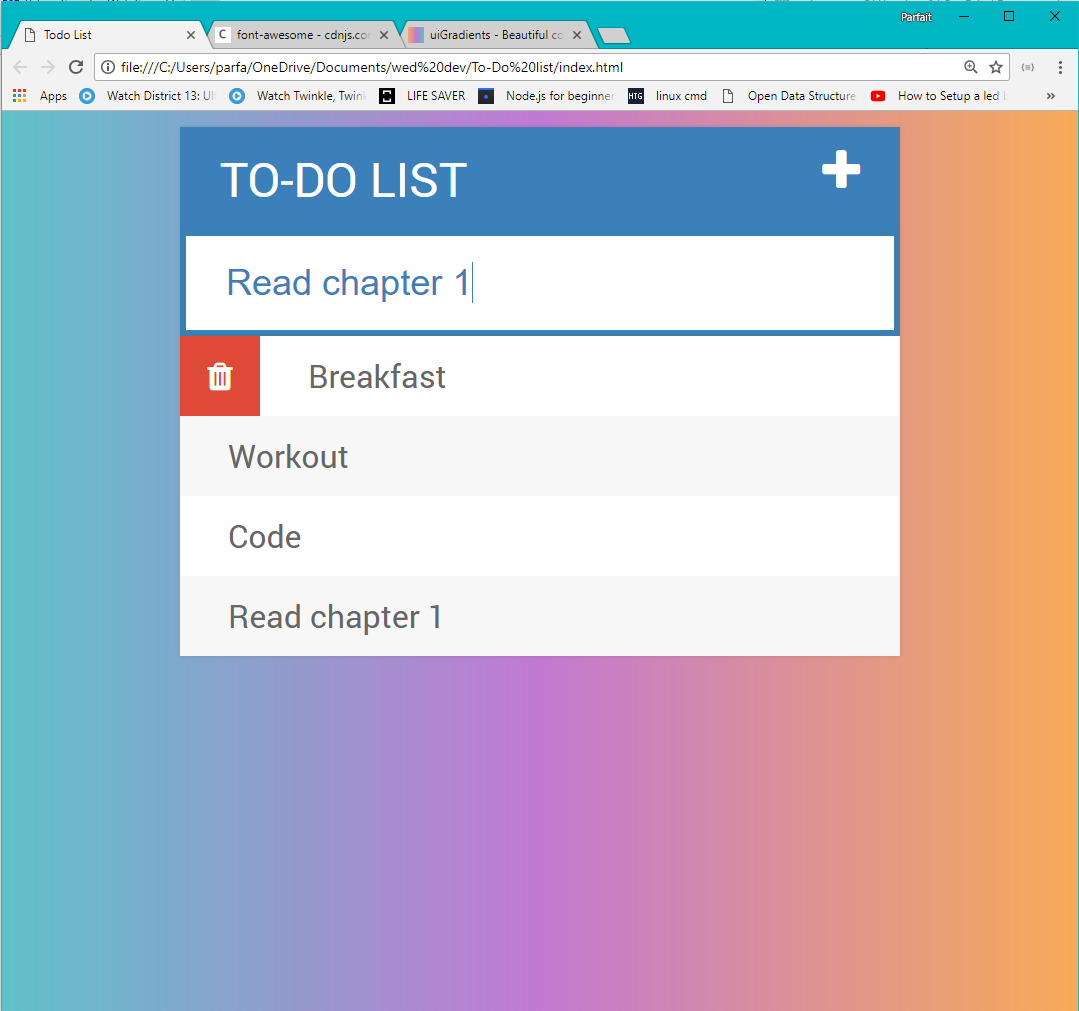 Parfait
Todo List
font-awesome - cdnjs.co
uiGradients - Beautiful co
file:///C:/Users/parfa/OneDrive/Documents/wed%20dev/To-Do%20list/index.html
Apps Watch District 13: Ul Watch Twinkle, Twin LIFE SAVER Node.js for beginner HTG linux cmd Open Data Structure How to Setup a led
TO-DO LIST
Read chapter 1
Breakfast
Workout
Code
Read chapter 1